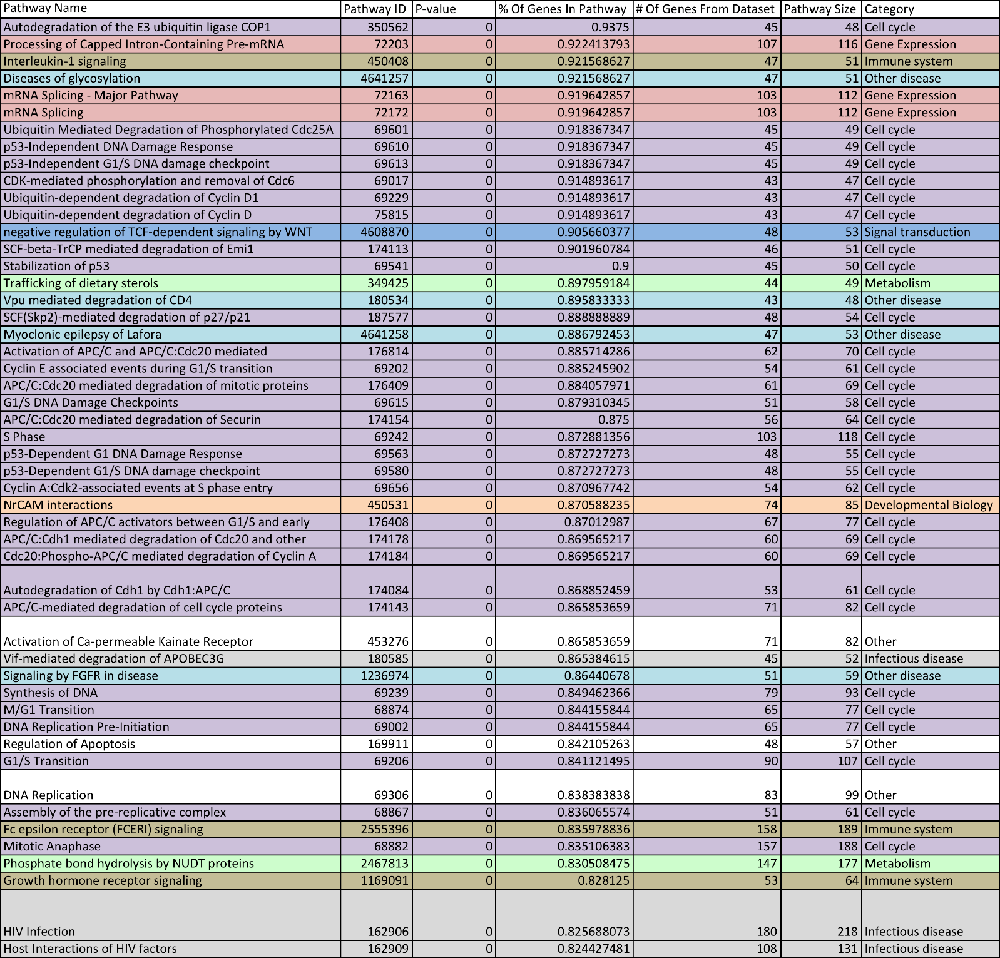 Pathway Name Pathway ID P-value % Of Genes In Pathway # Of Genes From Dataset Pathway Size Category
Autodegradation of the E3 ubiquitin ligase COP1 350562 0 0.9375 45 48 Cell cycle
Processing of Capped Intron-Containing Pre-mRNA 72203 0 0.922413793 107 116 Gene Expression
Interleukin-1 signaling 450408 0 0.921568627 47 51 Immune system
Diseases of glycosylation 4641257 0 0.921568627 47 51 Other disease
mRNA Splicing - Major Pathway 72163 0 0.919642857 103 112 Gene Expression
mRNA Splicing 72172 0 0.919642857 103 112 Gene Expression
Ubiquitin Mediated Degradation of Phosphorylated Cdc25A 69601 0 0.918367347 45 49 Cell cycle
p53-Independent DNA Damage Response 69610 0 0.918367347 45 49 Cell cycle
p53-Independent G1/S DNA damage checkpoint 69613 0 0.918367347 45 49 Cell cycle
CDK-mediated phosphorylation and removal of Cdc6 69017 0 0.914893617 43 47 Cell cycle
Ubiquitin-dependent degradation of Cyclin D1 69229 0 0.914893617 43 47 Cell cycle
Ubiquitin-dependent degradation of Cyclin D 75815 0 0.914893617 43 47 Cell cycle
negative regulation of TCF-dependent signaling by WNT 4608870 0 0.905660377 48 53 Signal transduction
SCF-beta-TrCP mediated degradation of Emi1 174113 0 0.901960784 46 51 Cell cycle
Stabilization of p53 69541 0 0.9 45 50 Cell cycle
Trafficking of dietary sterols 349425 0 0.897959184 44 49 Metabolism
Vpu mediated degradation of CD4 180534 0 0.895833333 43 48 Other disease
SCF(Skp2)-mediated degradation of p27/p21 187577 0 0.888888889 48 54 Cell cycle
Myoclonic epilepsy of Lafora 4641258 0 0.886792453 47 53 Other disease
Activation of APC/C and APC/C:Cdc20 mediated 176814 0 0.885714286 62 70 Cell cycle
Cyclin E associated events during G1/S transition 69202 0 0.885245902 54 61 Cell cycle
APC/C:Cdc20 mediated degradation of mitotic proteins 176409 0 0.884057971 61 69 Cell cycle
G1/S DNA Damage Checkpoints 69615 0 0.879310345 51 58 Cell cycle
APC/C:Cdc20 mediated degradation of Securin 174154 0 0.875 56 64 Cell cycle
S Phase 69242 0 0.872881356 103 118 Cell cycle
p53-Dependent G1 DNA Damage Response 69563 0 0.872727273 48 55 Cell cycle
p53-Dependent G1/S DNA damage checkpoint 69580 0 0.872727273 48 55 Cell cycle
Cyclin A:Cdk2-associated events at S phase entry 69656 0 0.870967742 54 62 Cell cycle
NrCAM interactions 450531 0 0.870588235 74 85 Developmental Biology
Regulation of APC/C activators between G1/S and early 176408 0 0.87012987 67 77 Cell cycle
APC/C:Cdh1 mediated degradation of Cdc20 and other 174178 0 0.869565217 60 69 Cell cycle
Cdc20:Phospho-APC/C mediated degradation of Cyclin A 174184 0 0.869565217 60 69 Cell cycle
Autodegradation of Cdh1 by Cdh1:APC/C 174084 0 0.868852459 53 61 Cell cycle
APC/C-mediated degradation of cell cycle proteins 174143 0 0.865853659 71 82 Cell cycle
Activation of Ca-permeable Kainate Receptor 453276 0 0.865853659 71 82 Other
Vif-mediated degradation of APOBEC3G 180585 0 0.865384615 45 52 Infectious disease
Signaling by FGFR in disease 1236974 0 0.86440678 51 59 Other disease
Synthesis of DNA 69239 0 0.849462366 79 93 Cell cycle
M/G1 Transition 68874 0 0.844155844 65 77 Cell cycle
DNA Replication Pre-Initiation 69002 0 0.844155844 65 77 Cell cycle
Regulation of Apoptosis 169911 0 0.842105263 48 57 Other
G1/S Transition 69206 0 0.841121495 90 107 Cell cycle
DNA Replication 69306 0 0.838383838 83 99 Other
Assembly of the pre-replicative complex 68867 0 0.836065574 51 61 Cell cycle
Fc epsilon receptor (FCERI) signaling 2555396 0 0.835978836 158 189 Immune system
Mitotic Anaphase 68882 0 0.835106383 157 188 Cell cycle
Phosphate bond hydrolysis by NUDT proteins 2467813 0 0.830508475 147 177 Metabolism
Growth hormone receptor signaling 1169091 0 0.828125 53 64 Immune system
HIV Infection 162906 0 0.825688073 180 218 Infectious disease
Host Interactions of HIV factors 162909 0 0.824427481 108 131 Infectious disease